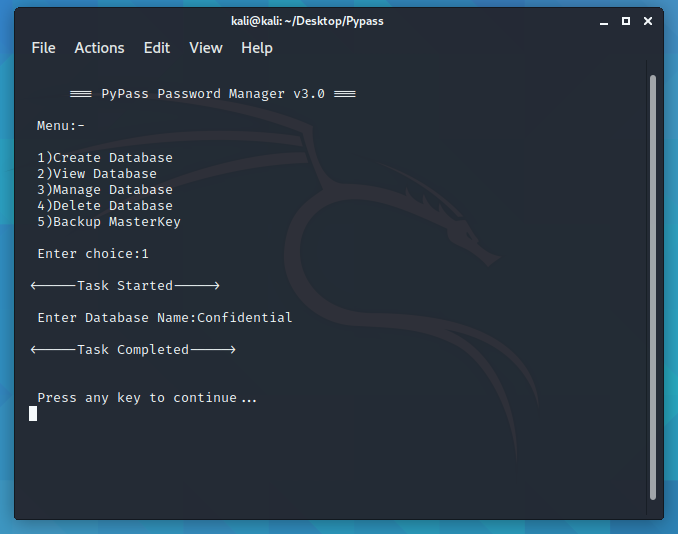 kali@kali: ~/Desktop/Pypass
File Actions Edit View Help
=== PyPass Password Manager v3.0 ===
Menu:-
1)Create Database
2)View Database
3)Manage Database
4)Delete Database
5)Backup MasterKey
Enter choice:1
<-----Task Started----->
Enter Database Name:Confidential
<-----Task Completed----->
Press any key to continue...